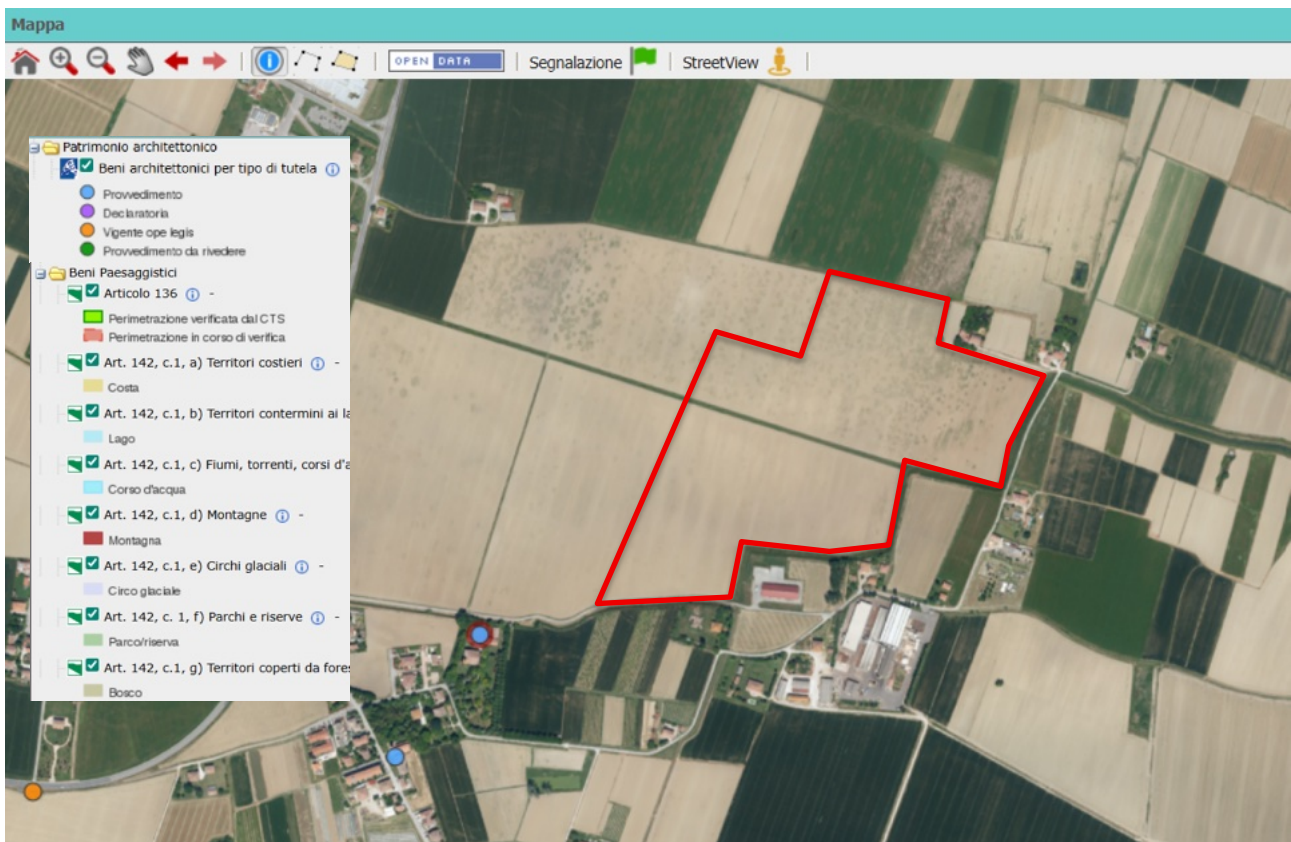 Mappa
OPEN DATA Segnalazione StreetView
Patrimonio architettonico
Beni architettonici per tipo di tutela
Provvedimento
Declaratoria
Vigente ope legis
Provvedimento da rivedere
Beni Paesaggistici
Articolo 136 -
Perimetrazione verificata dal CTS
Perimetrazione in corso di verifica
Art. 142, c.1, a) Territori costieri -
Costa
Art. 142, c.1, b) Territori contermini ai la
Lago
Art. 142, c.1, c) Fiumi, torrenti, corsi d'a
Corso d'acqua
Art. 142, c.1, d) Montagne -
Montagna
Art. 142, c.1, e) Circhi glaciali -
Circo glaciale
Art. 142, c. 1, f) Parchi e riserve -
Parco/riserva
Art. 142, c.1, g) Territori coperti da fores
Bosco